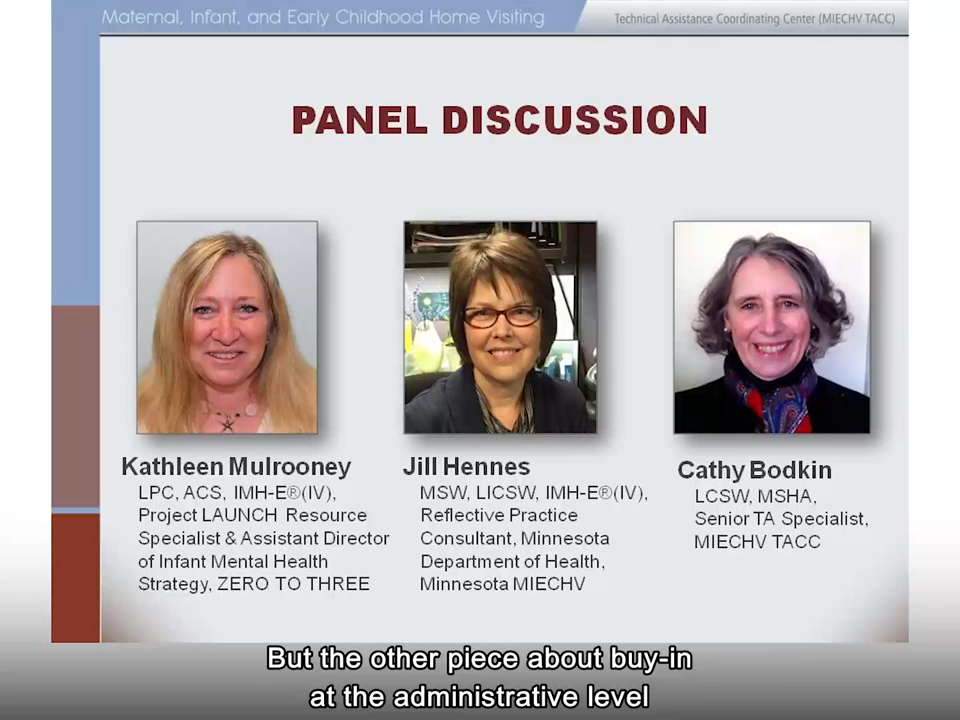 Maternal, Infant, and Early Childhood Home Visiting
Technical Assistance Coordinating Center (MIECHV TACC)
PANEL DISCUSSION
Kathleen Mulrooney
LPC, ACS, IMH-E®(IV),
Project LAUNCH Resource
Specialist & Assistant Director
of Infant Mental Health
Strategy, ZERO TO THREE
Jill Hennes
MSW, LICSW, IMH-E®(IV),
Reflective Practice
Consultant, Minnesota
Department of Health,
Minnesota MIECHV
Cathy Bodkin
LCSW, MSHA,
Senior TA Specialist,
MIECHV TACC
But the other piece about buy-in
at the administrative level